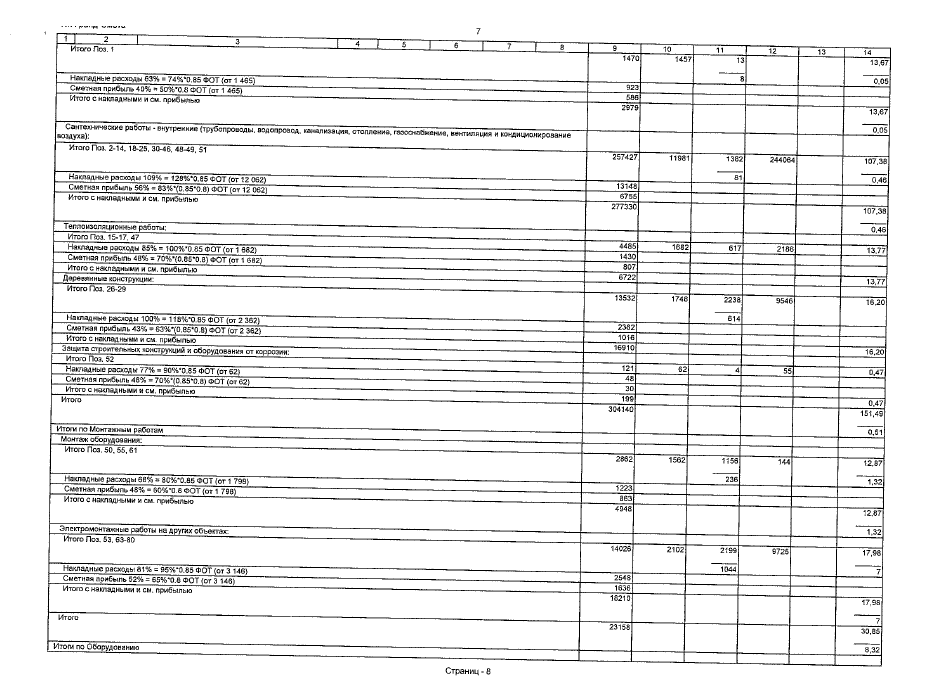 7
1 2 3 4 5 6 7 8 9 10 11 12 13 14
Итого Поз. 1 1470 1457 13 13,67
8 0,05
Накладные расходы 63% = 74%*0.85 ФОТ (от 1 465) 923
Сметная прибыль 40% = 50%*0.8 ФОТ (от 1 465) 586
Итого с накладными и см. прибылью 2979 13,67
0,05
Сантехнические работы - внутренние (трубопроводы, водопровод, канализация, отопление, газоснабжение, вентиляция и кондиционирование
воздуха):
Итого Поз. 2-14, 18-25, 30-46, 48-49, 51 257427 11981 1382 244064 107,38
81 0,46
Накладные расходы 109% = 128%*0.85 ФОТ (от 12 062) 13148
Сметная прибыль 56% = 83%*(0.85*0.8) ФОТ (от 12 062) 6755
Итого с накладными и см. прибылью 277330 107,38
0,46
Теплоизоляционные работы:
Итого Поз. 15-17, 47 4485 1682 617 2186 13,77
Накладные расходы 85% = 100%*0.85 ФОТ (от 1 682) 1430
Сметная прибыль 48% = 70%*(0.85*0.8) ФОТ (от 1 682) 807
Итого с накладными и см. прибылью 6722 13,77
Деревянные конструкции:
Итого Поз. 26-29 13532 1748 2238 9546 16,20
614
Накладные расходы 100% = 118%*0.85 ФОТ (от 2 362) 2362
Сметная прибыль 43% = 63%*(0.85*0.8) ФОТ (от 2 362) 1016
Итого с накладными и см. прибылью 16910 16,20
Защита строительных конструкций и оборудования от коррозии:
Итого Поз. 52 121 62 4 55 0,47
Накладные расходы 77% = 90%*0.85 ФОТ (от 62) 48
Сметная прибыль 48% = 70%*(0.85*0.8) ФОТ (от 62) 30
Итого с накладными и см. прибылью 199 0,47
Итого 304140 151,49
0,51
Итоги по Монтажным работам
Монтаж оборудования:
Итого Поз. 50, 55, 61 2862 1562 1156 144 12,87
236 1,32
Накладные расходы 68% = 80%*0.85 ФОТ (от 1 798) 1223
Сметная прибыль 48% = 60%*0.8 ФОТ (от 1 798) 863
Итого с накладными и см. прибылью 4948 12,87
1,32
Электромонтажные работы на других объектах:
Итого Поз. 53, 63-80 14026 2102 2199 9725 17,98
1044 7
Накладные расходы 81% = 95%*0.85 ФОТ (от 3 146) 2548
Сметная прибыль 52% = 65%*0.8 ФОТ (от 3 146) 1636
Итого с накладными и см. прибылью 18210 17,98
7
Итого 23158 30,85
8,32
Итоги по Оборудованию
Страниц - 8